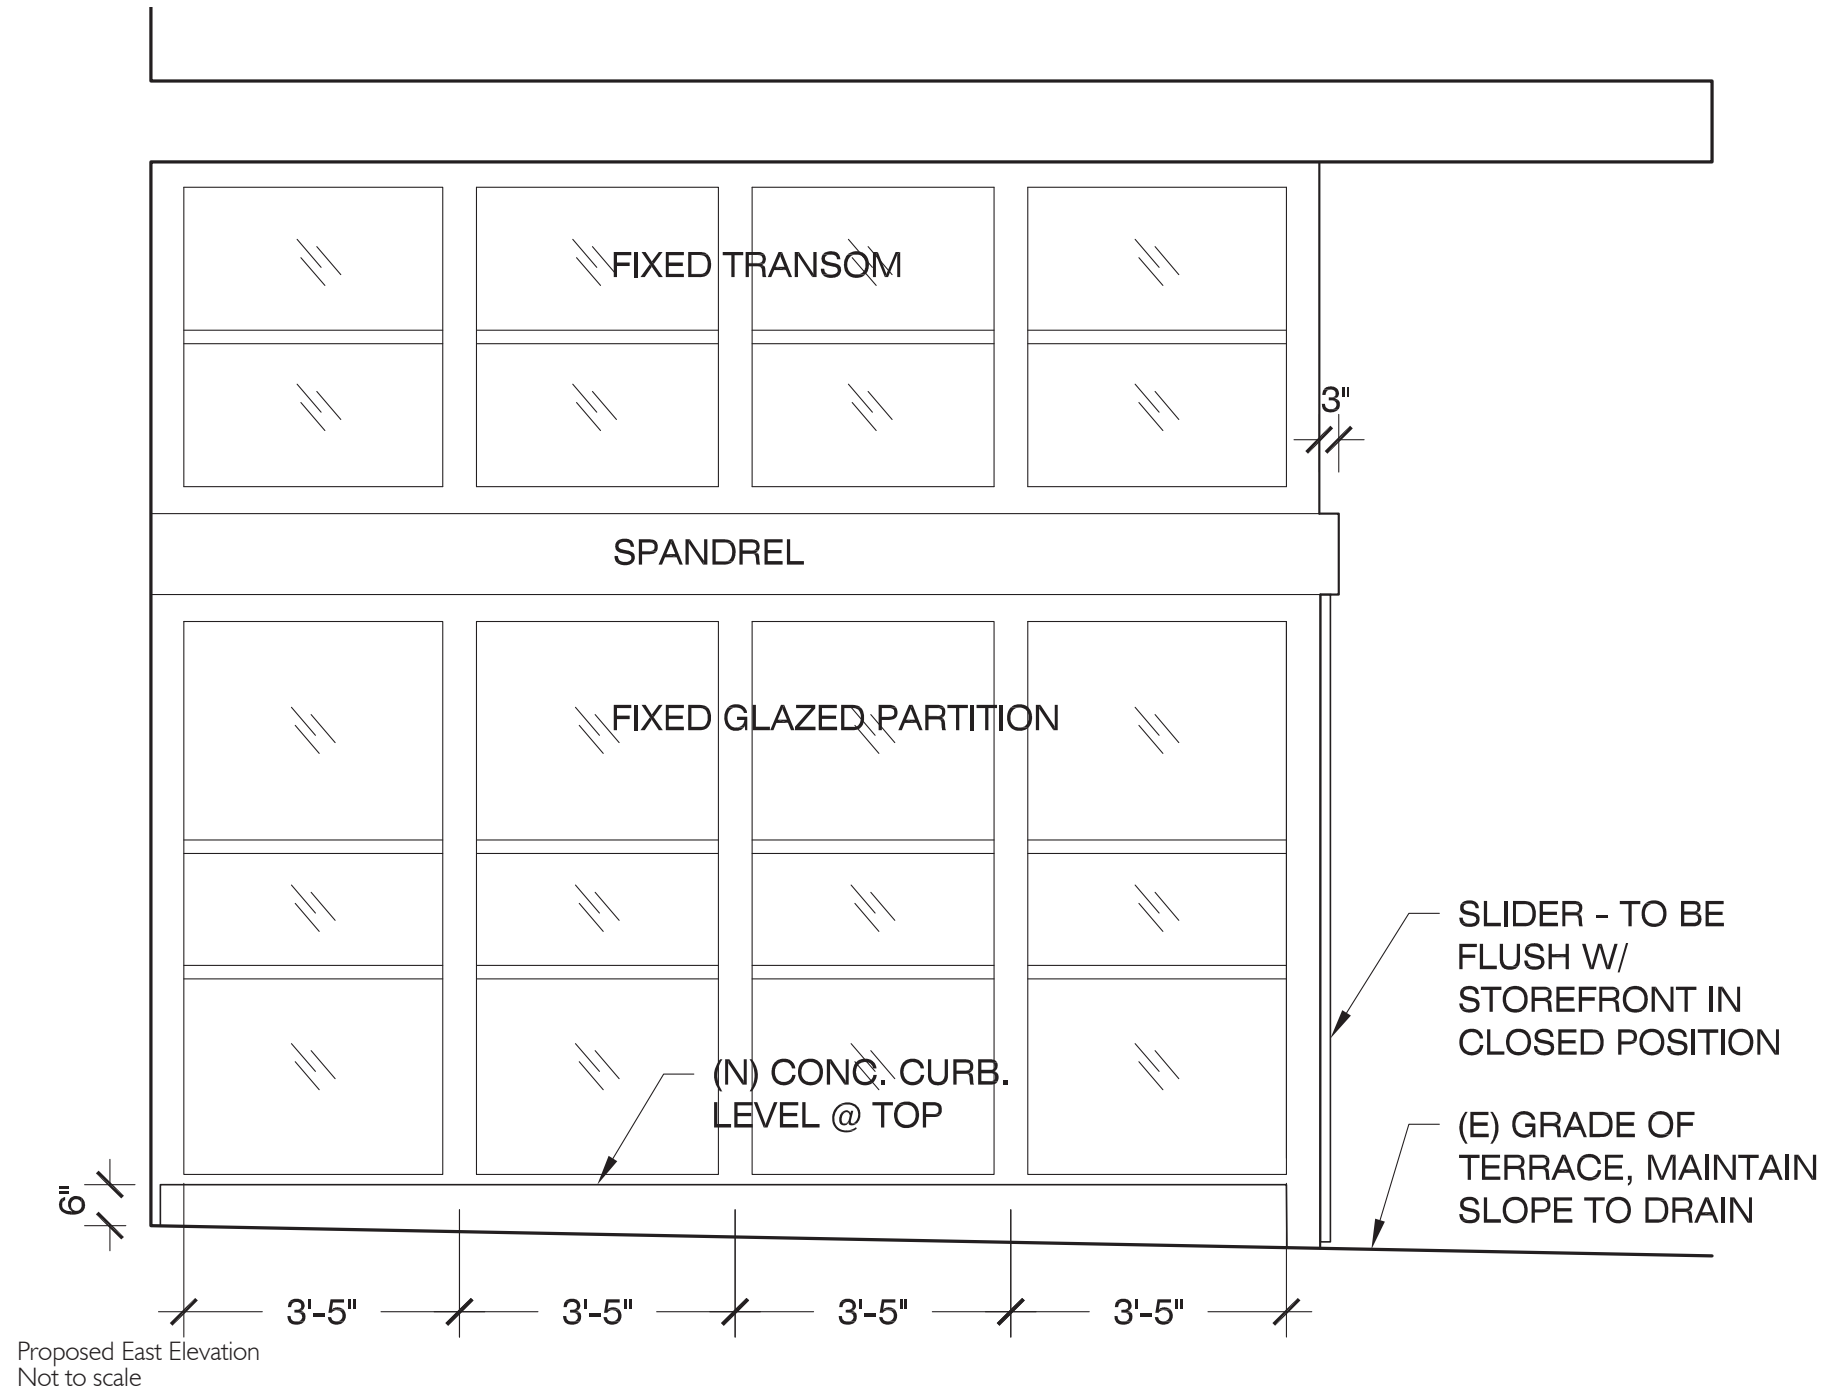 FIXED TRANSOM
3"
SPANDREL
FIXED GLAZED PARTITION
SLIDER - TO BE
FLUSH W/
STOREFRONT IN
CLOSED POSITION
(N) CONC. CURB.
LEVEL @ TOP
(E) GRADE OF
TERRACE, MAINTAIN
SLOPE TO DRAIN
6"
3'-5"
3'-5"
3'-5"
3'-5"
Proposed East Elevation
Not to scale